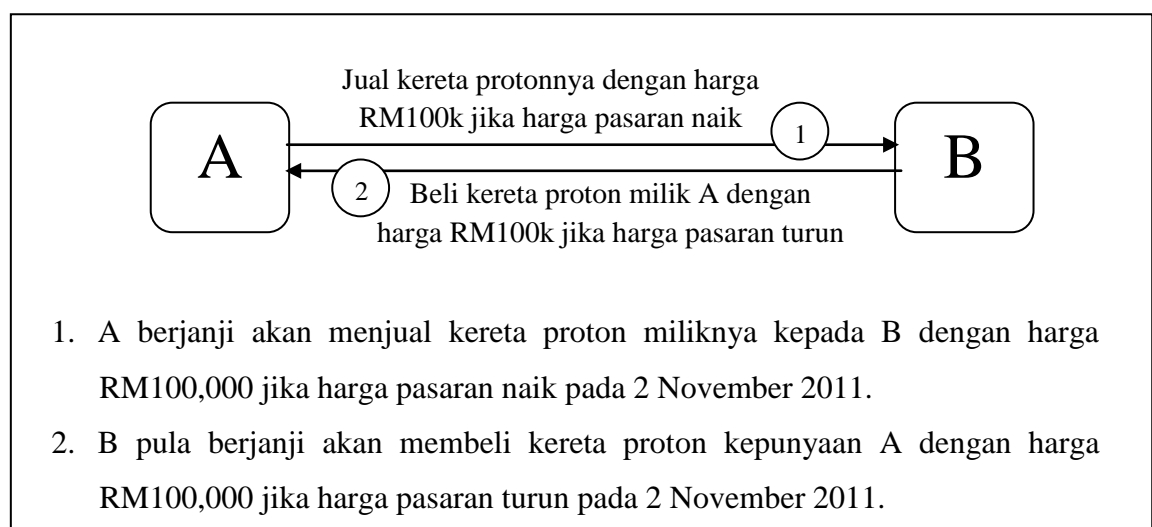 Jual kereta protonnya dengan harga
RM100k jika harga pasaran naik
A
1
B
2
Beli kereta proton milik A dengan
harga RM100k jika harga pasaran turun
1. A berjanji akan menjual kereta proton miliknya kepada B dengan harga
RM100,000 jika harga pasaran naik pada 2 November 2011.
2. B pula berjanji akan membeli kereta proton kepunyaan A dengan harga
RM100,000 jika harga pasaran turun pada 2 November 2011.